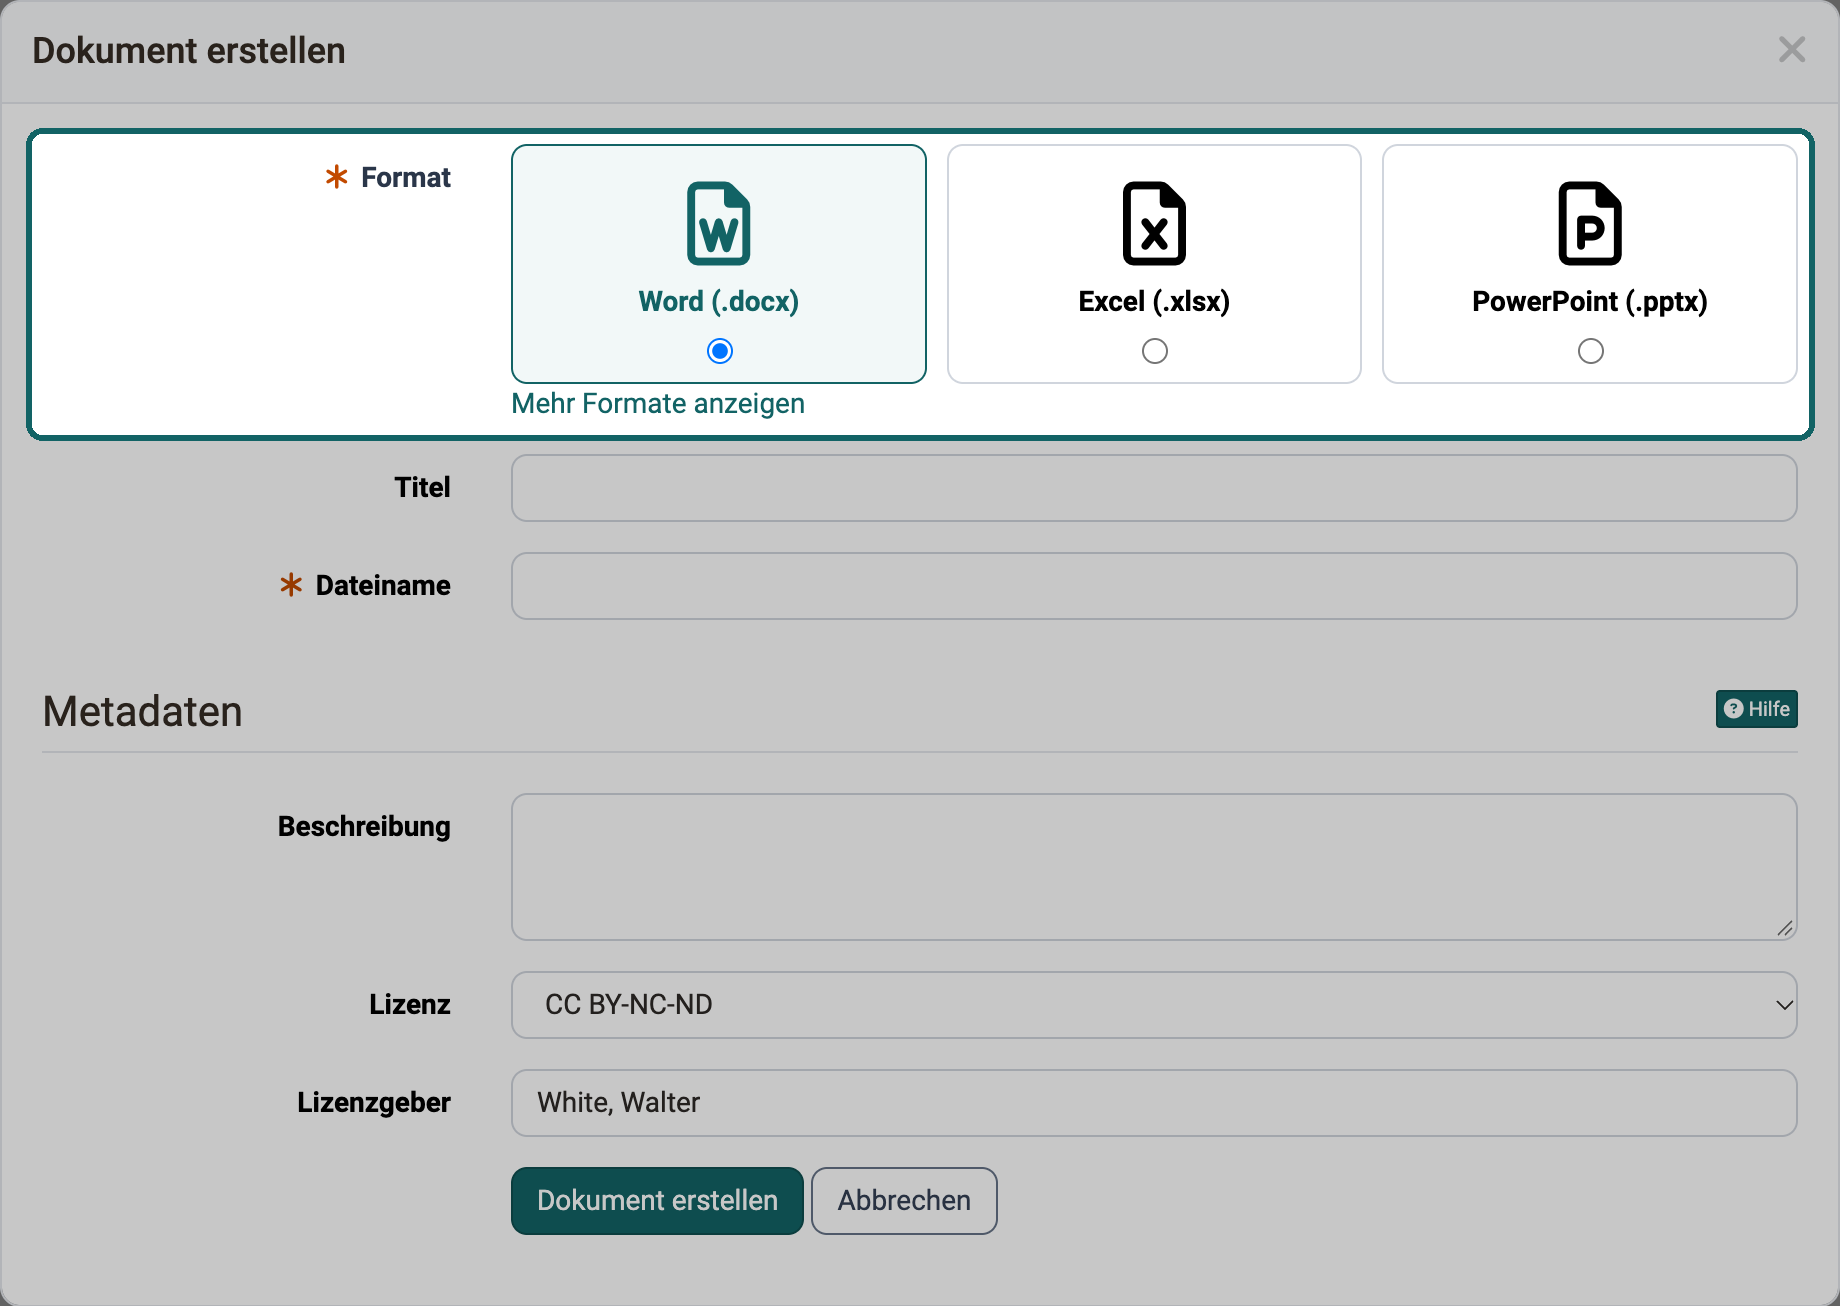 Dokument erstellen
* Format
Word (.docx)
Excel (.xlsx)
PowerPoint (.pptx)
Mehr Formate anzeigen
Titel
* Dateiname
Metadaten
? Hilfe
Beschreibung
Lizenz
CC BY-NC-ND
Lizenzgeber
White, Walter
Dokument erstellen
Abbrechen